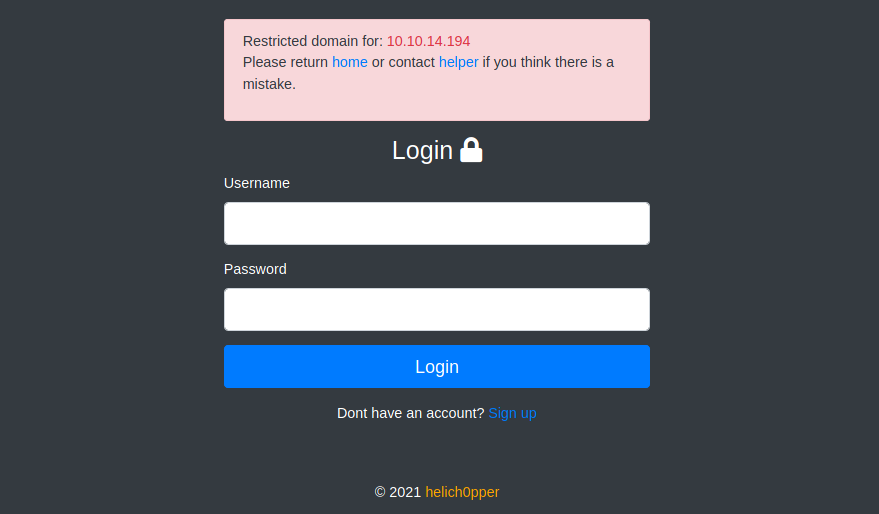 Restricted domain for: 10.10.14.194
Please return home or contact helper if you think there is a
mistake.
Login
Username
Password
Login
Dont have an account? Sign up
© 2021 helich0pper